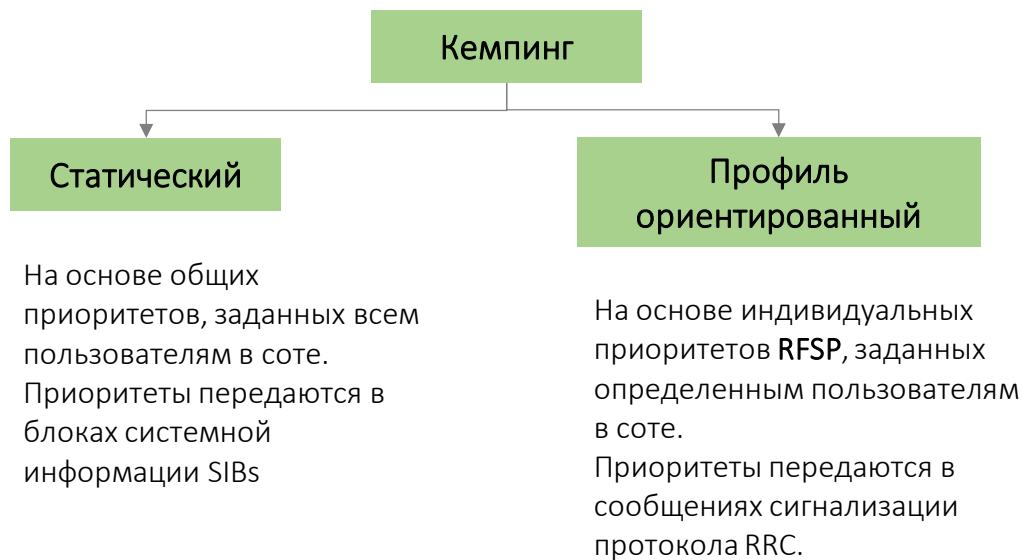 Кемпинг
Статический
На основе общих
приоритетов, заданных всем
пользователям в соте.
Приоритеты передаются в
блоках системной
информации SIBs
Профиль
ориентированный
На основе индивидуальных
приоритетов RFSP, заданных
определенным пользователям
в соте.
Приоритеты передаются в
сообщениях сигнализации
протокола RRC.